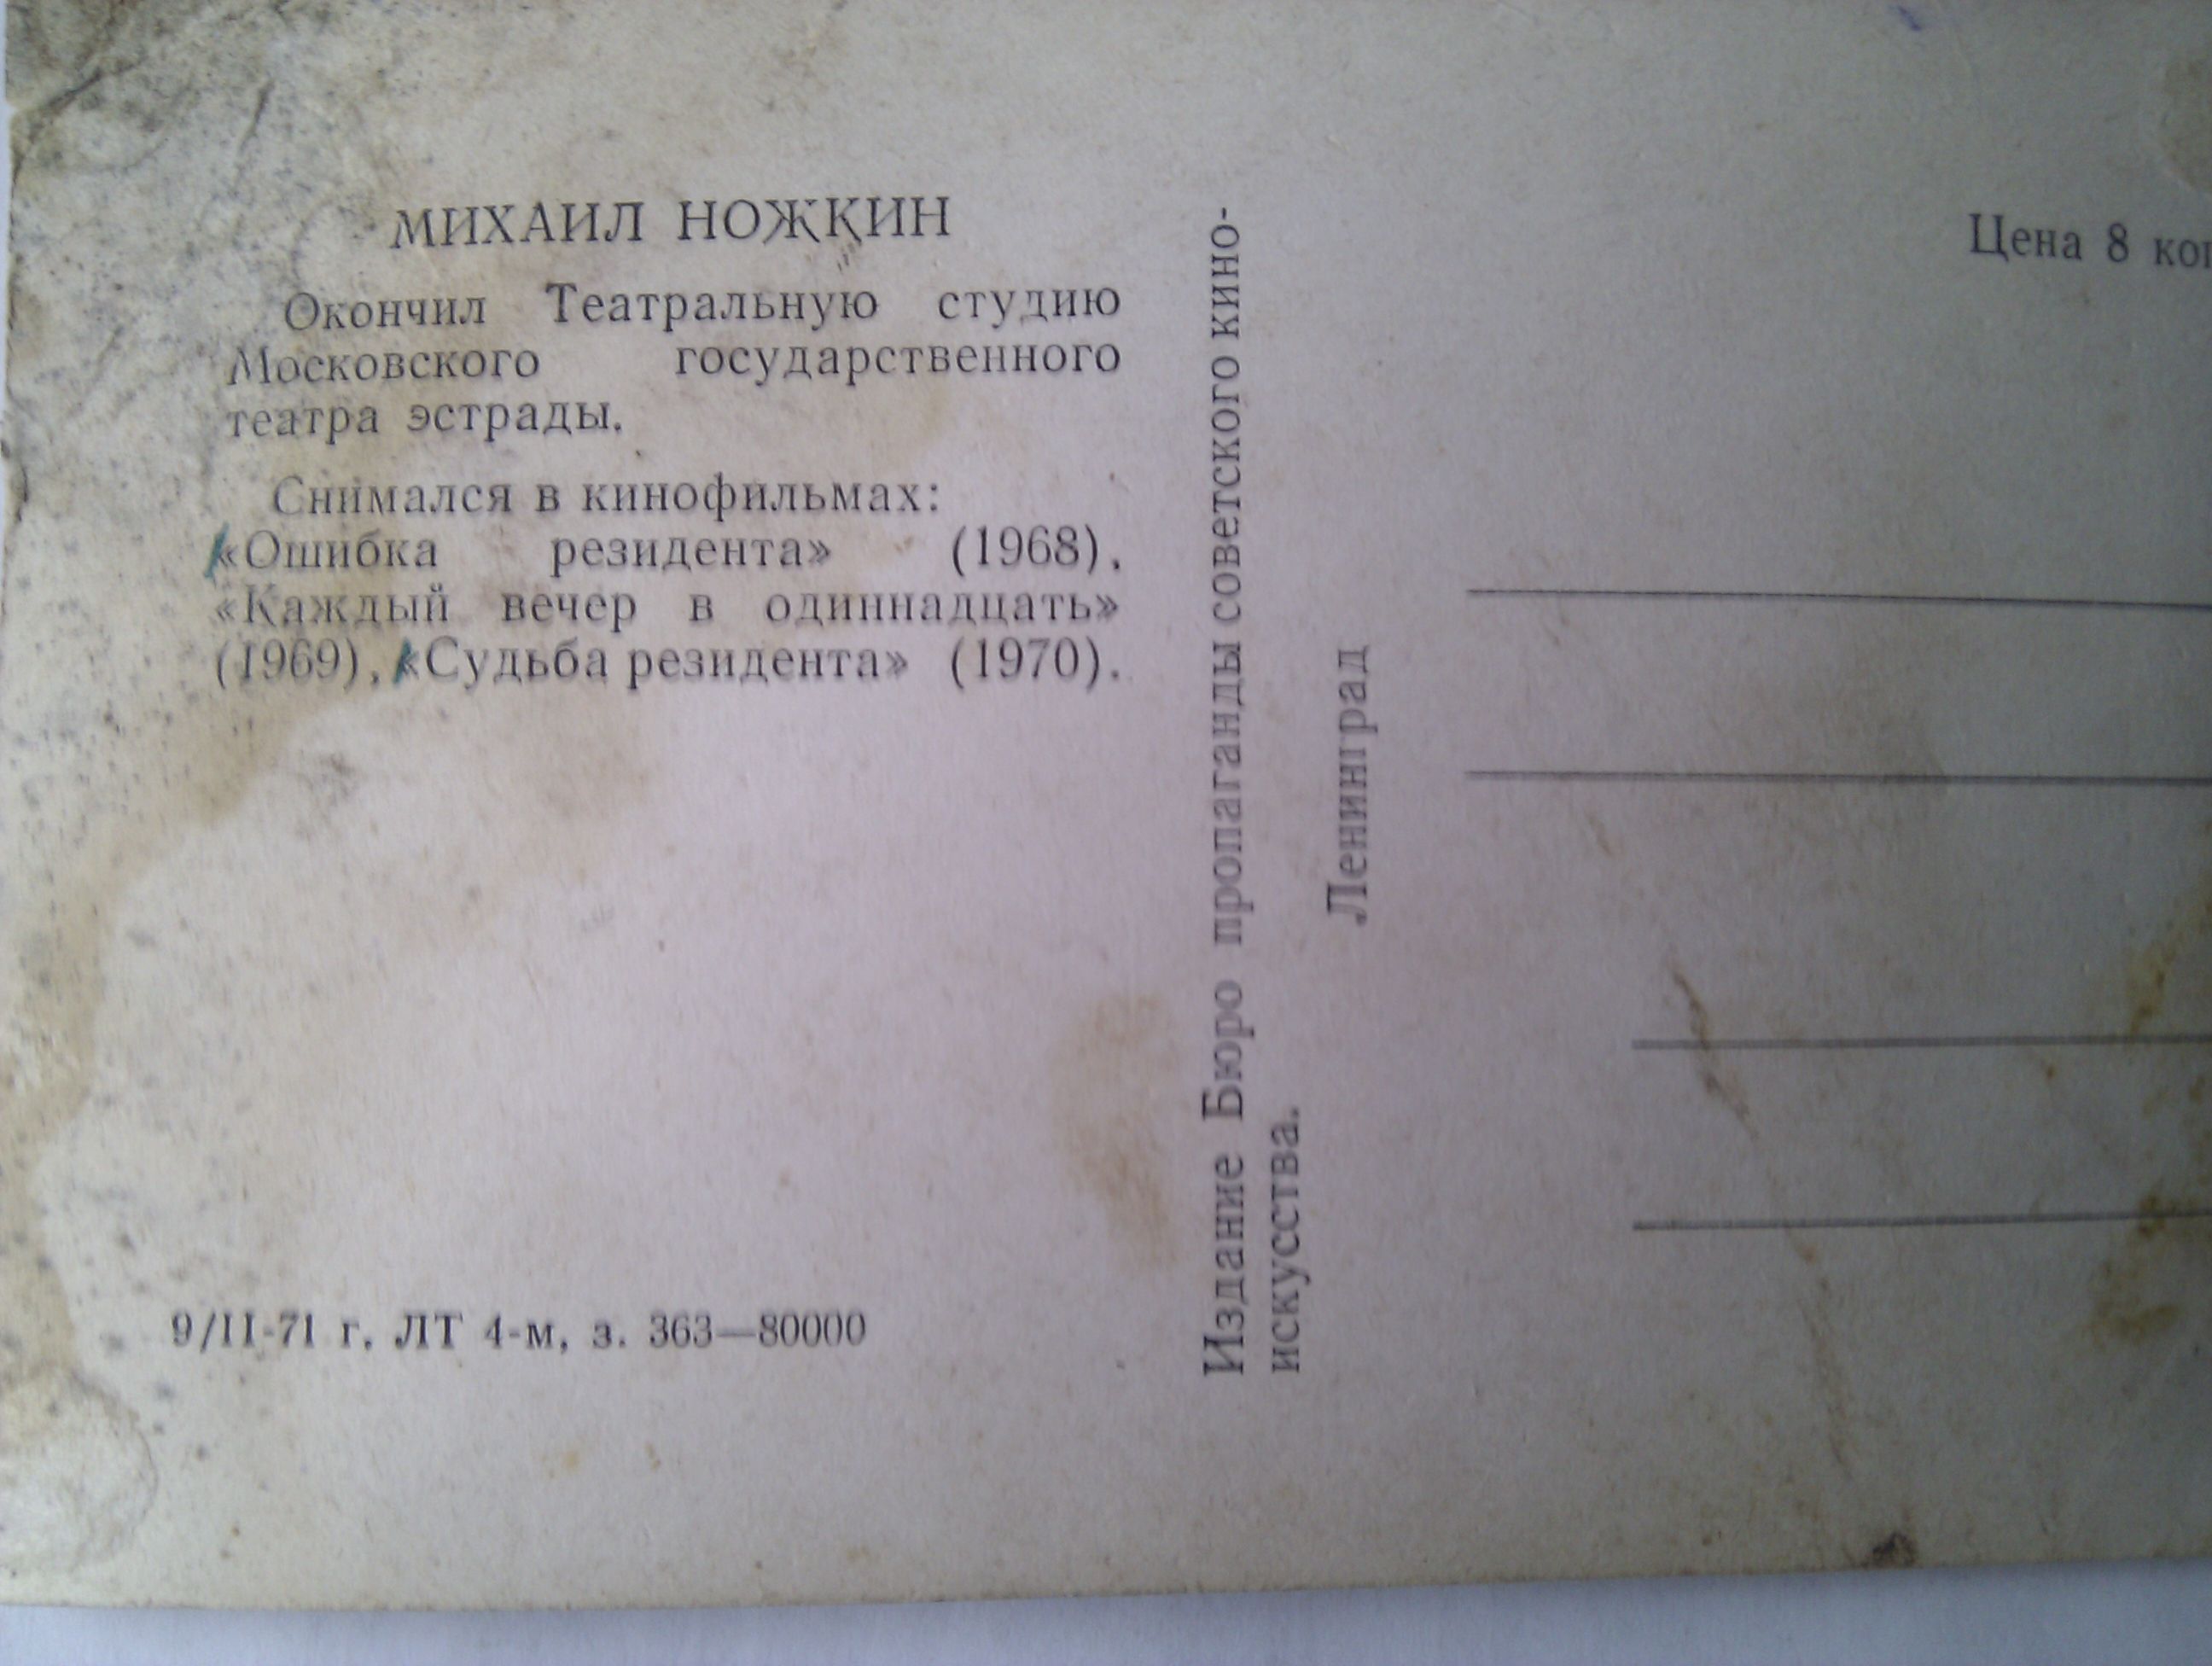 МИХАИЛ НОЖКИН
Окончил Театральную студию
Московского государственного
театра эстрады.
Снимался в кинофильмах:
«Ошибка резидента» (1968),
«Каждый вечер в одиннадцать»
(1969), «Судьба резидента» (1970).
9/II-71 г. ЛТ 4-м, з. 363—80000
Издание Бюро пропаганды советского кино-
искусства.
Ленинград
Цена 8 коп